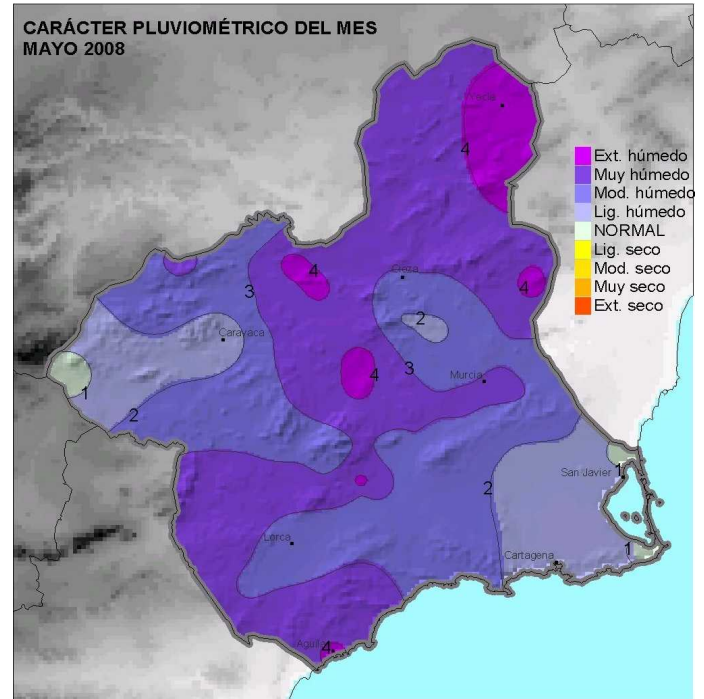 CARÁCTER PLUVIOMÉTRICO DEL MES
MAYO 2008
Yecla
4
Ext. húmedo
Muy húmedo
Mod. húmedo
Lig. húmedo
NORMAL
Lig. seco
Mod. seco
Muy seco
Ext. seco
4
Cieza
4
3
2
Caravaca
3
4
Murcia
1
2
San Javier
1
2
Lorca
Cartagena
1
Aguilas
4